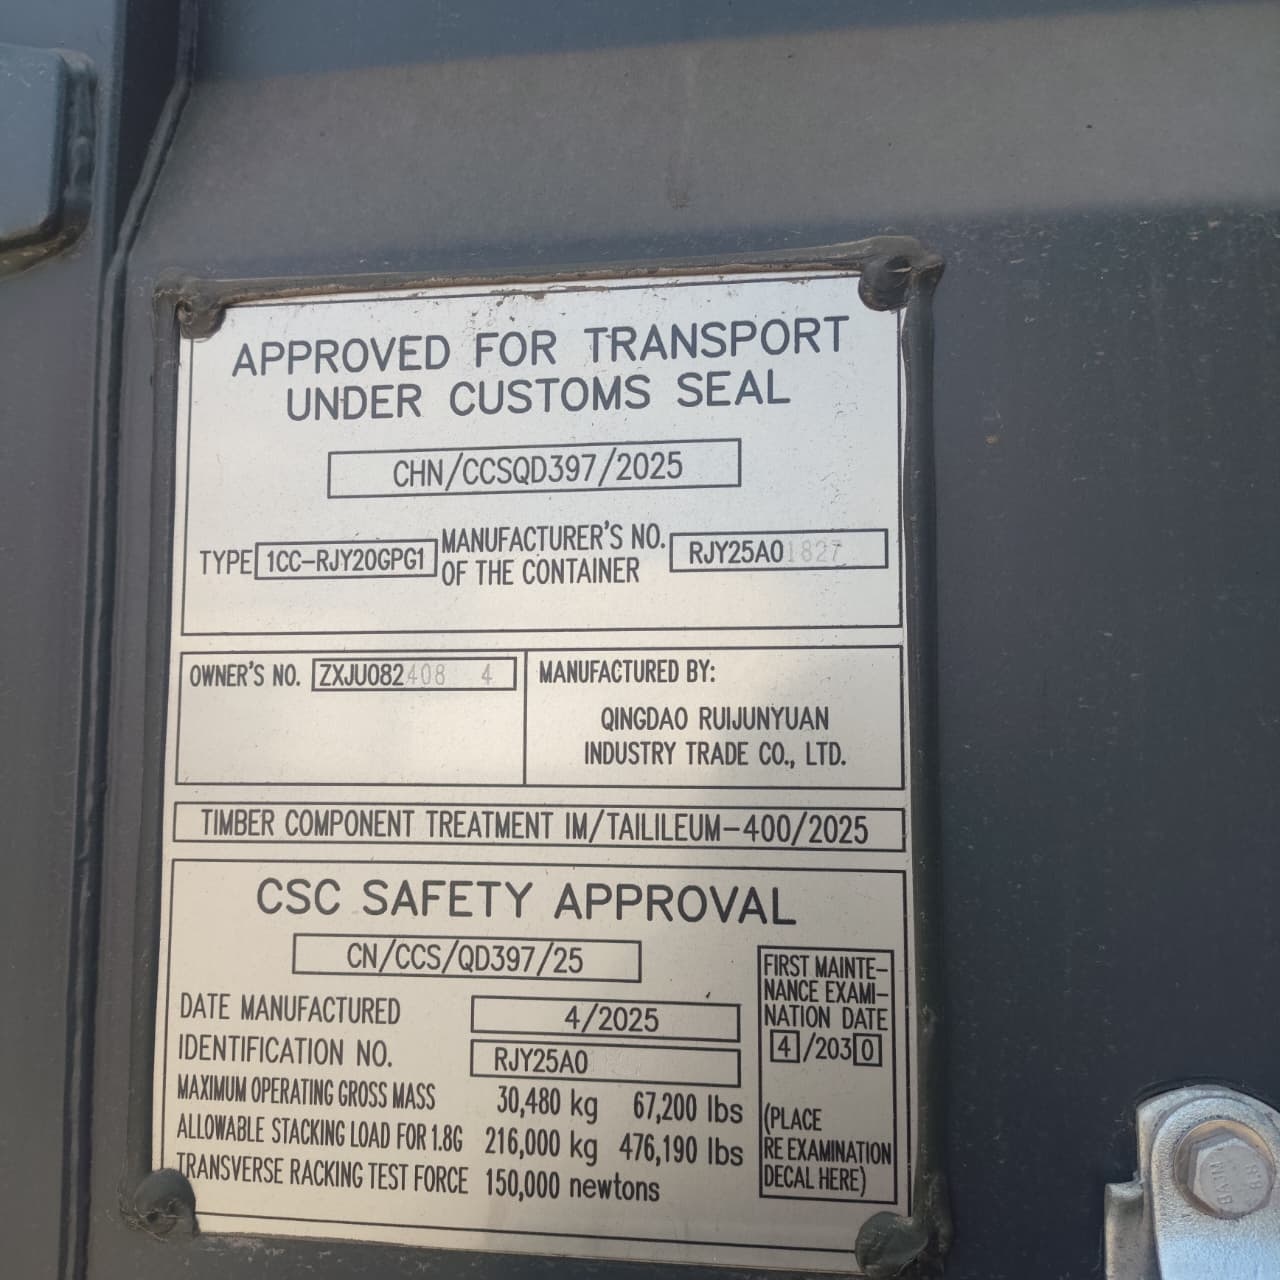 APPROVED FOR TRANSPORT
UNDER CUSTOMS SEAL
CHN/CCSQD397/2025
TYPE 1CC-RJY20GPG1 MANUFACTURER'S NO. OF THE CONTAINER RJY25A01827
OWNER'S NO. ZXJU082408 4
MANUFACTURED BY:
QINGDAO RUIJUNYUAN
INDUSTRY TRADE CO., LTD.
TIMBER COMPONENT TREATMENT IM/TAILILEUM-400/2025
CSC SAFETY APPROVAL
CN/CCS/QD397/25
DATE MANUFACTURED 4/2025
IDENTIFICATION NO. RJY25A0
MAXIMUM OPERATING GROSS MASS 30,480 kg 67,200 lbs
ALLOWABLE STACKING LOAD FOR 1.8G 216,000 kg 476,190 lbs
TRANSVERSE RACKING TEST FORCE 150,000 newtons
FIRST MAINTE-
NANCE EXAMI-
NATION DATE
4/2030
(PLACE
RE EXAMINATION
DECAL HERE)